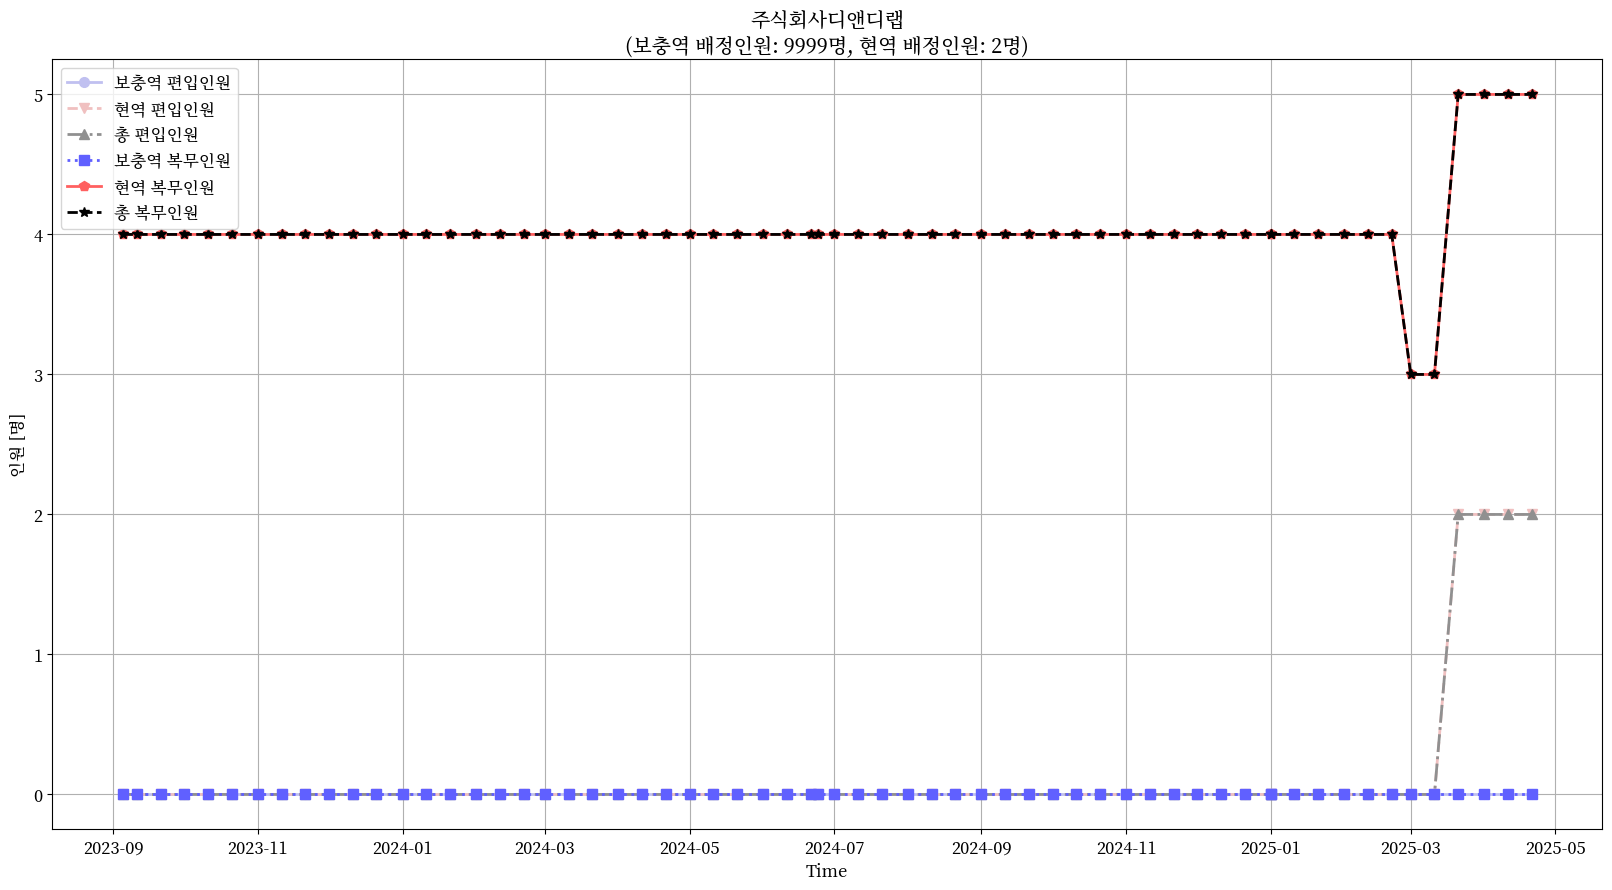 주식회사디앤디랩
(보충역 배정인원: 9999명, 현역 배정인원: 2명)
보충역 편입인원
현역 편입인원
총 편입인원
보충역 복무인원
현역 복무인원
총 복무인원
인원 [명]
5
4
3
2
1
0
2023-09
2023-11
2024-01
2024-03
2024-05
2024-07
2024-09
2024-11
2025-01
2025-03
2025-05
Time